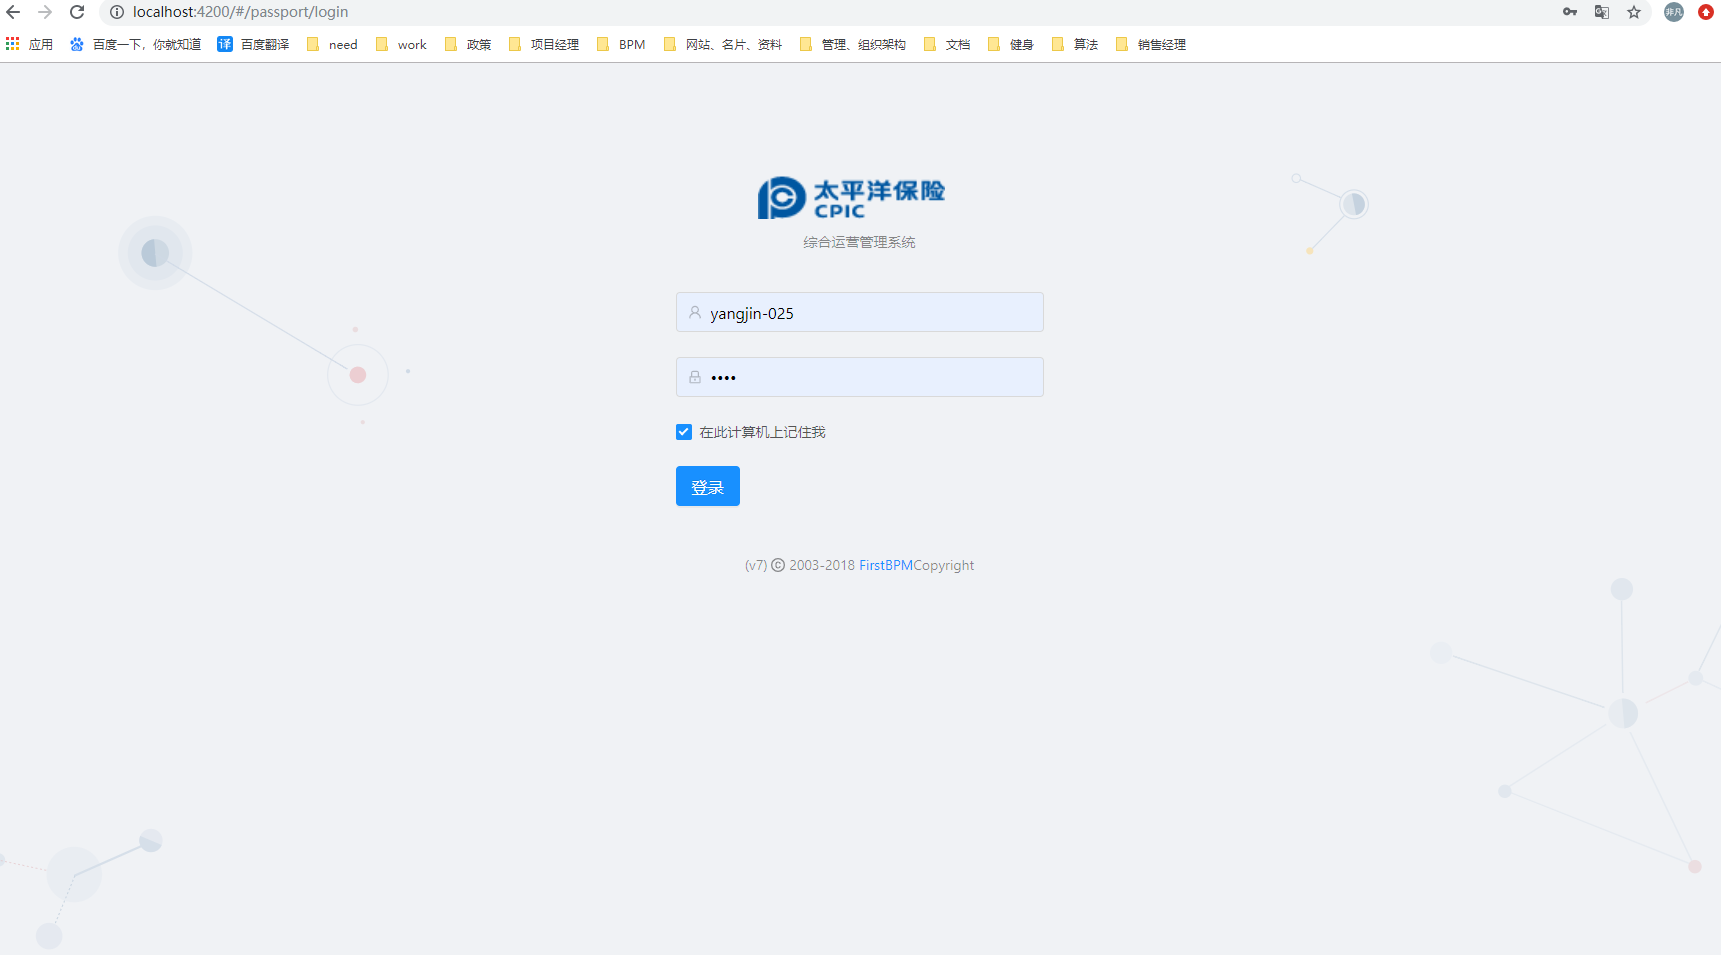 localhost:4200/#/passport/login
非凡
应用 百度一下，你就知道 译 百度翻译 need work 政策 项目经理 BPM 网站、名片、资料 管理、组织架构 文档 健身 算法 销售经理
太平洋保险
CPIC
综合运营管理系统
yangjin-025
••••
在此计算机上记住我
登录
(v7) © 2003-2018 FirstBPMCopyright